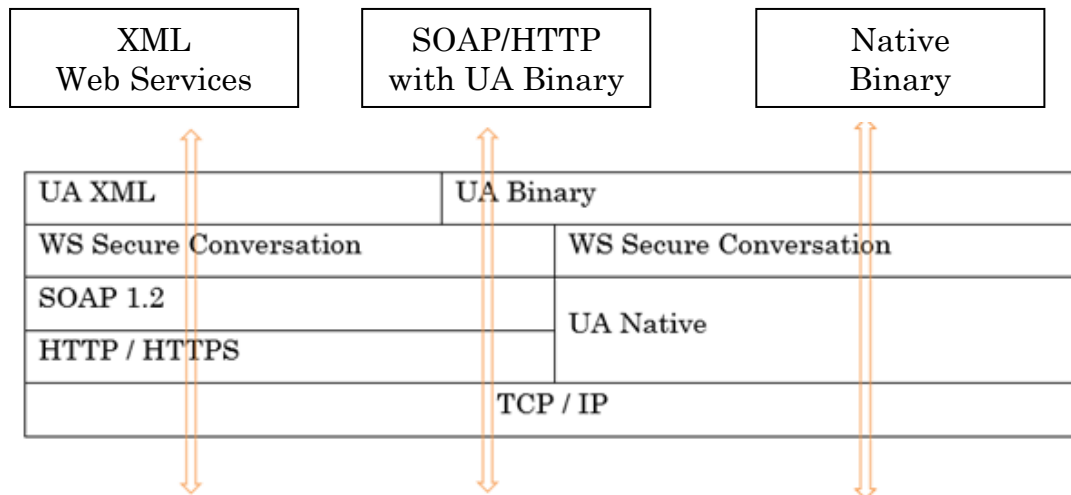 XML
Web Services
SOAP/HTTP
with UA Binary
Native
Binary
UA XML
UA Binary
WS Secure Conversation
WS Secure Conversation
SOAP 1.2
UA Native
HTTP / HTTPS
TCP / IP